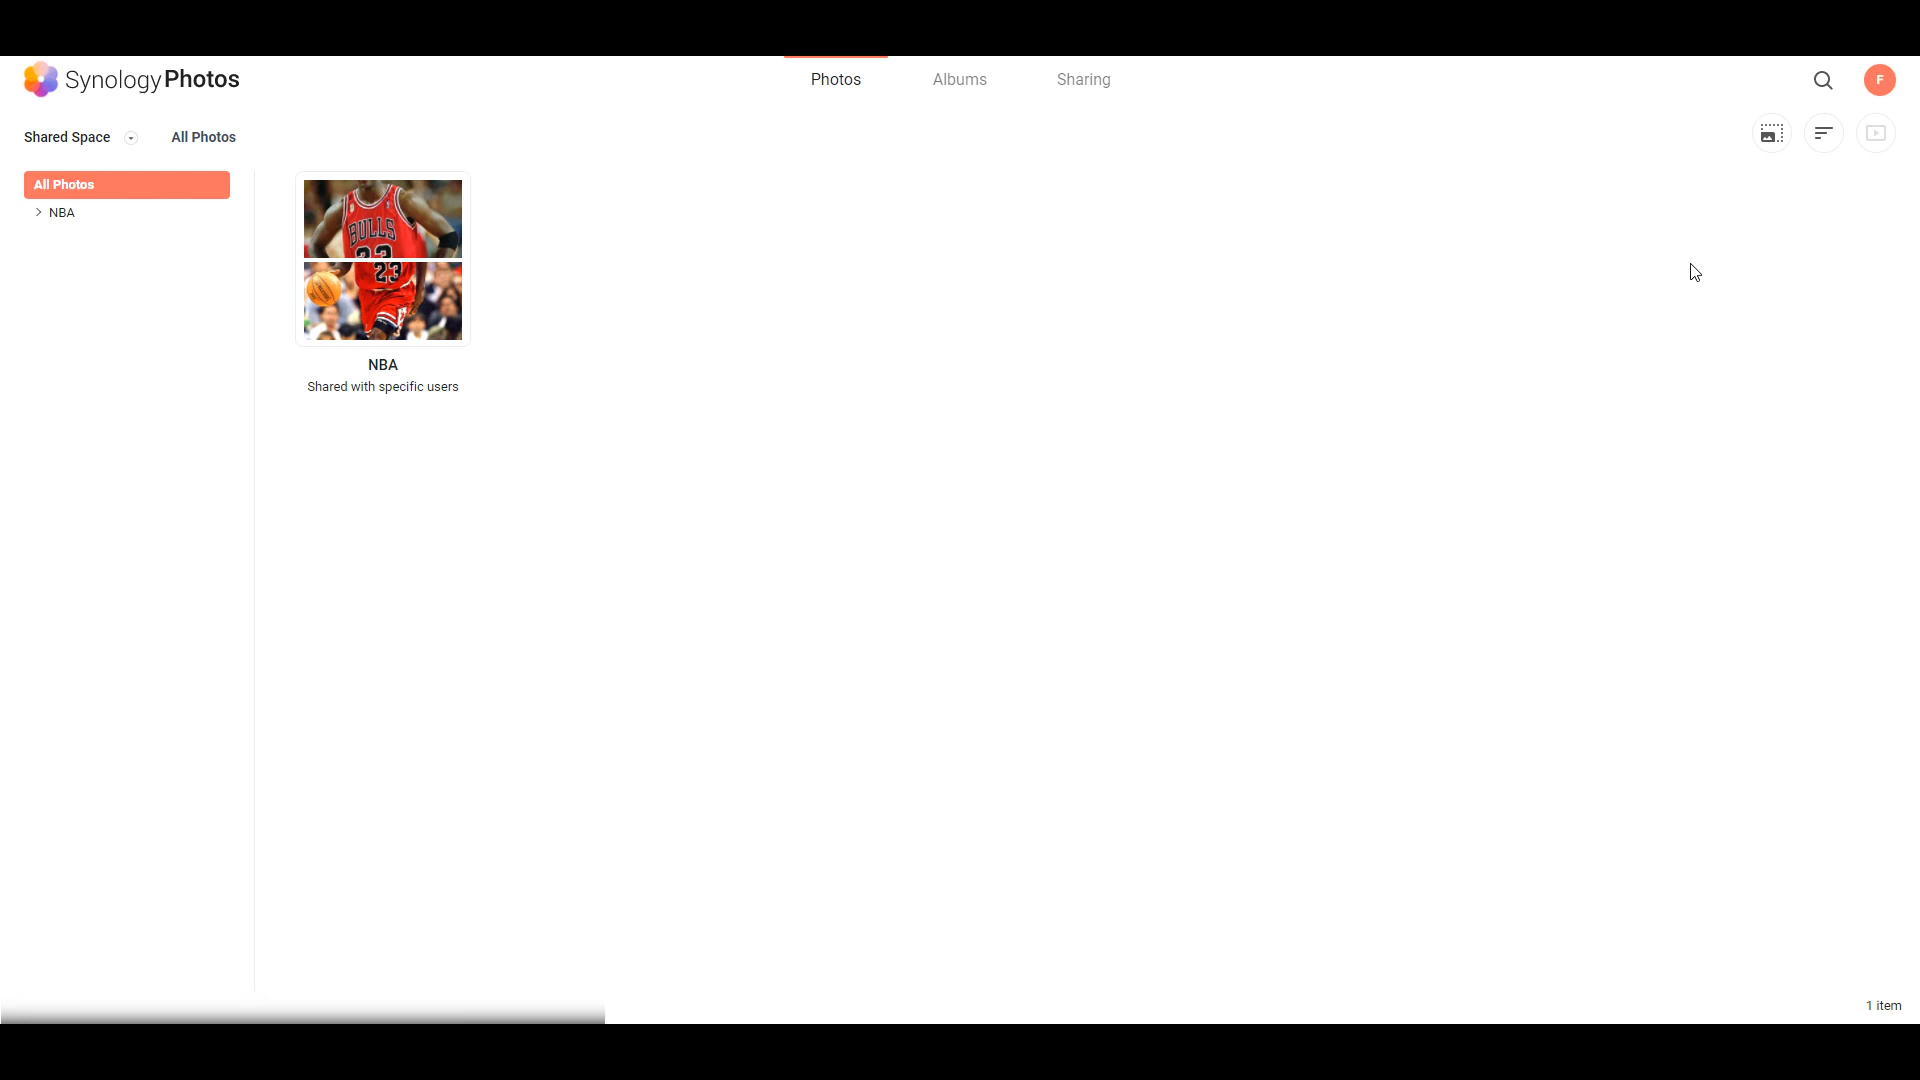 Synology Photos
Photos
Albums
Sharing
F
Shared Space
All Photos
All Photos
NBA
BULLS
23
23
NBA
Shared with specific users
1 item